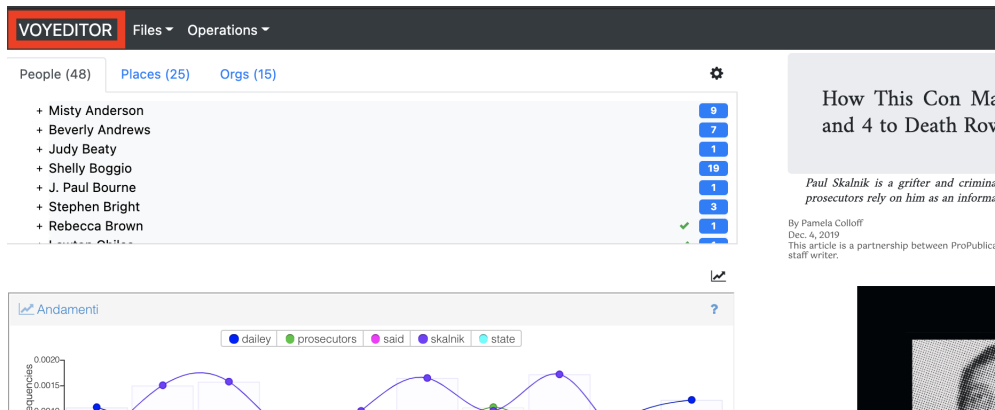 VOYEDITOR Files Operations
People (48) Places (25) Orgs (15)
+ Misty Anderson 9
+ Beverly Andrews 7
+ Judy Beaty 1
+ Shelly Boggio 19
+ J. Paul Bourne 1
+ Stephen Bright 3
+ Rebecca Brown 1
Andamenti ?
dailey prosecutors said skalnik state
0.0020
0.0015
How This Con Ma
and 4 to Death Row
Paul Skalnik is a grifter and crimina
prosecutors rely on him as an informa
By Pamela Colloff
Dec. 4, 2019
This article is a partnership between ProPublica
staff writer.